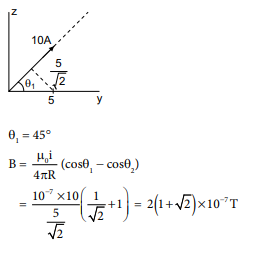 z
10A
5/√2
θ₁
5
y
θ₁ = 45°
B = μ₀i/4πR (cosθ₁ – cosθ₂)
= 10⁻⁷ ×10/(5/√2) (1/√2 +1) = 2(1+√2)×10⁻⁷ T